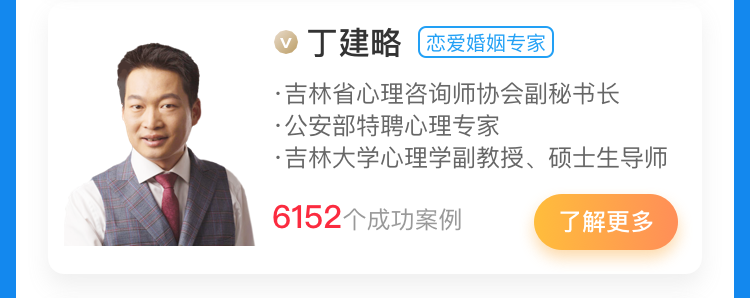 V 丁建略 恋爱婚姻专家
·吉林省心理咨询师协会副秘书长
·公安部特聘心理专家
·吉林大学心理学副教授、硕士生导师
6152个成功案例 了解更多